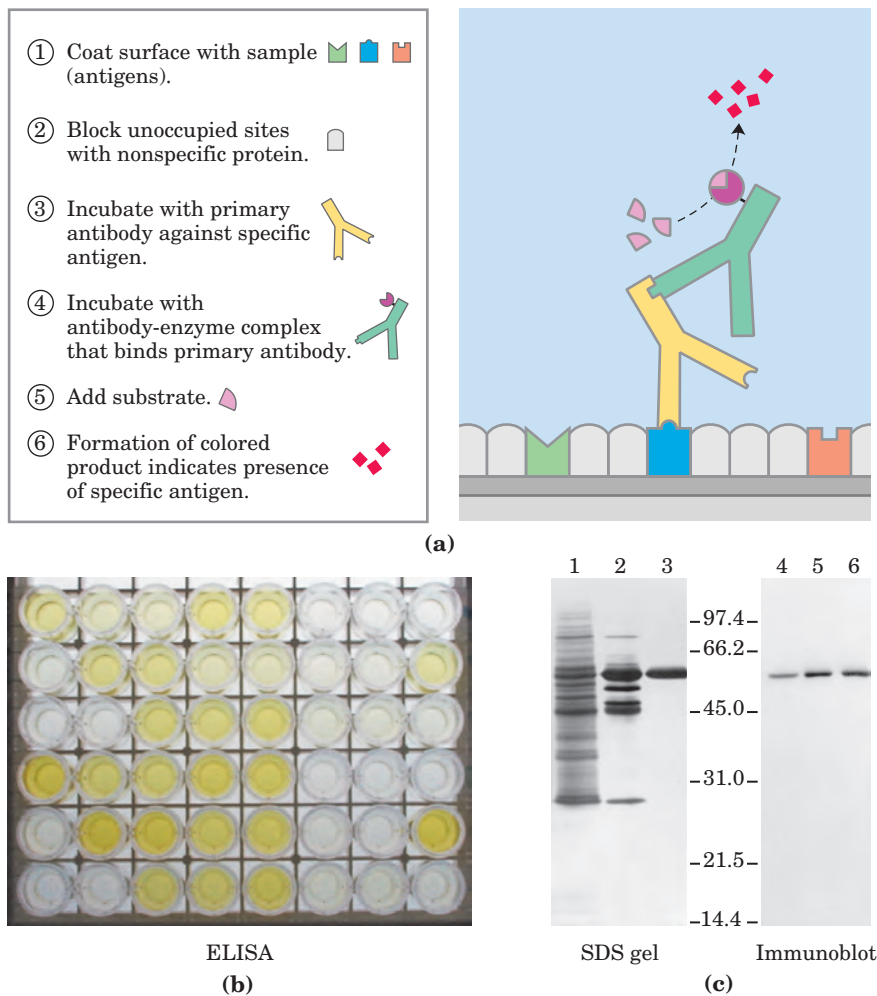 ① Coat surface with sample
(antigens).
② Block unoccupied sites
with nonspecific protein.
③ Incubate with primary
antibody against specific
antigen.
④ Incubate with
antibody-enzyme complex
that binds primary antibody.
⑤ Add substrate.
⑥ Formation of colored
product indicates presence
of specific antigen.
(a)
1 2 3 4 5 6
97.4
66.2
45.0
31.0
21.5
14.4
ELISA
(b)
SDS gel Immunoblot
(c)